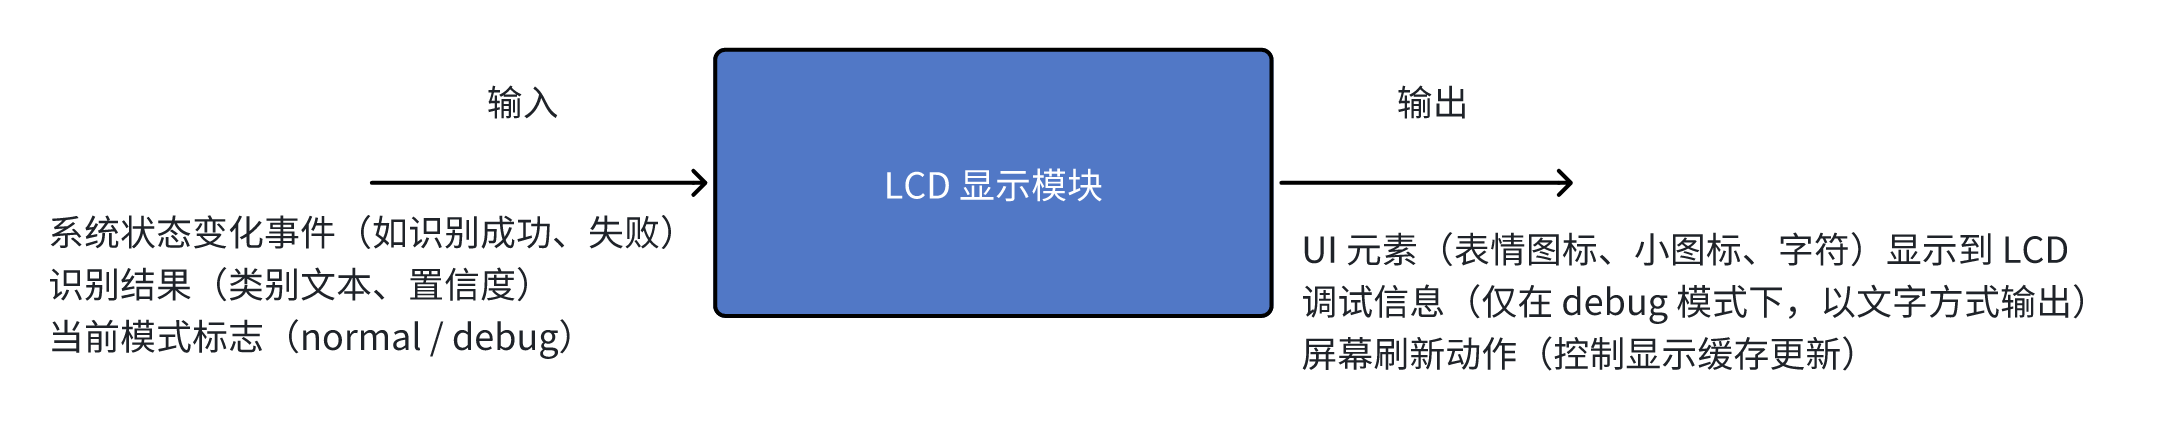 输入
系统状态变化事件（如识别成功、失败）
识别结果（类别文本、置信度）
当前模式标志（normal / debug）
LCD 显示模块
输出
UI 元素（表情图标、小图标、字符）显示到 LCD
调试信息（仅在 debug 模式下，以文字方式输出）
屏幕刷新动作（控制显示缓存更新）